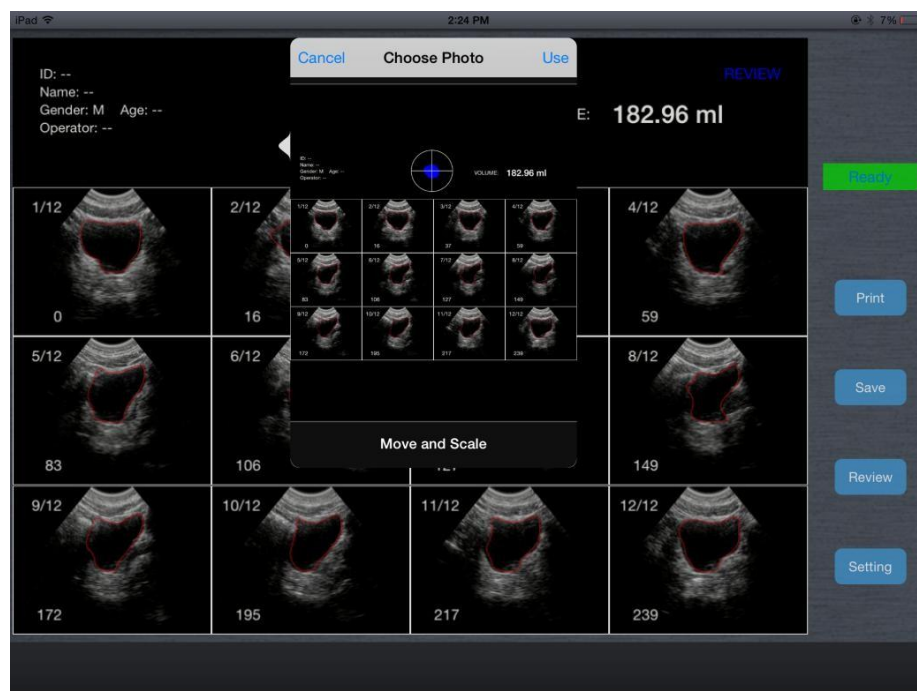 iPad
2:24 PM
7%
Cancel
Choose Photo
Use
ID: --
Name: --
Gender: M Age: --
Operator: --
REVIEW
E: 182.96 ml
ID: --
Name: --
Gender: M Age: --
Operator: --
VOLUME: 182.96 ml
Ready
1/12
2/12
4/12
0
16
59
1/12
2/12
3/12
4/12
0
16
37
59
5/12
6/12
7/12
8/12
83
106
127
149
9/12
10/12
11/12
12/12
172
195
217
239
Print
5/12
6/12
8/12
Save
Move and Scale
83
106
149
Review
9/12
10/12
11/12
12/12
Setting
172
195
217
239